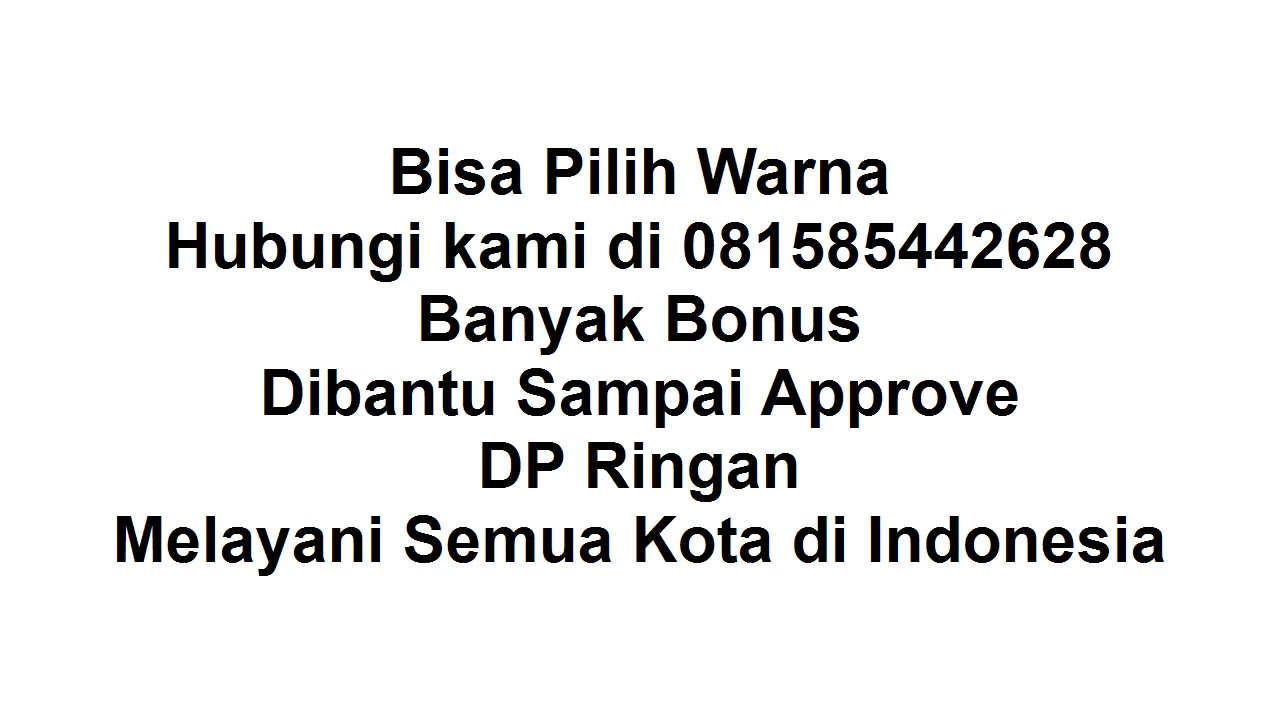 Bisa Pilih Warna
Hubungi kami di 081585442628
Banyak Bonus
Dibantu Sampai Approve
DP Ringan
Melayani Semua Kota di Indonesia